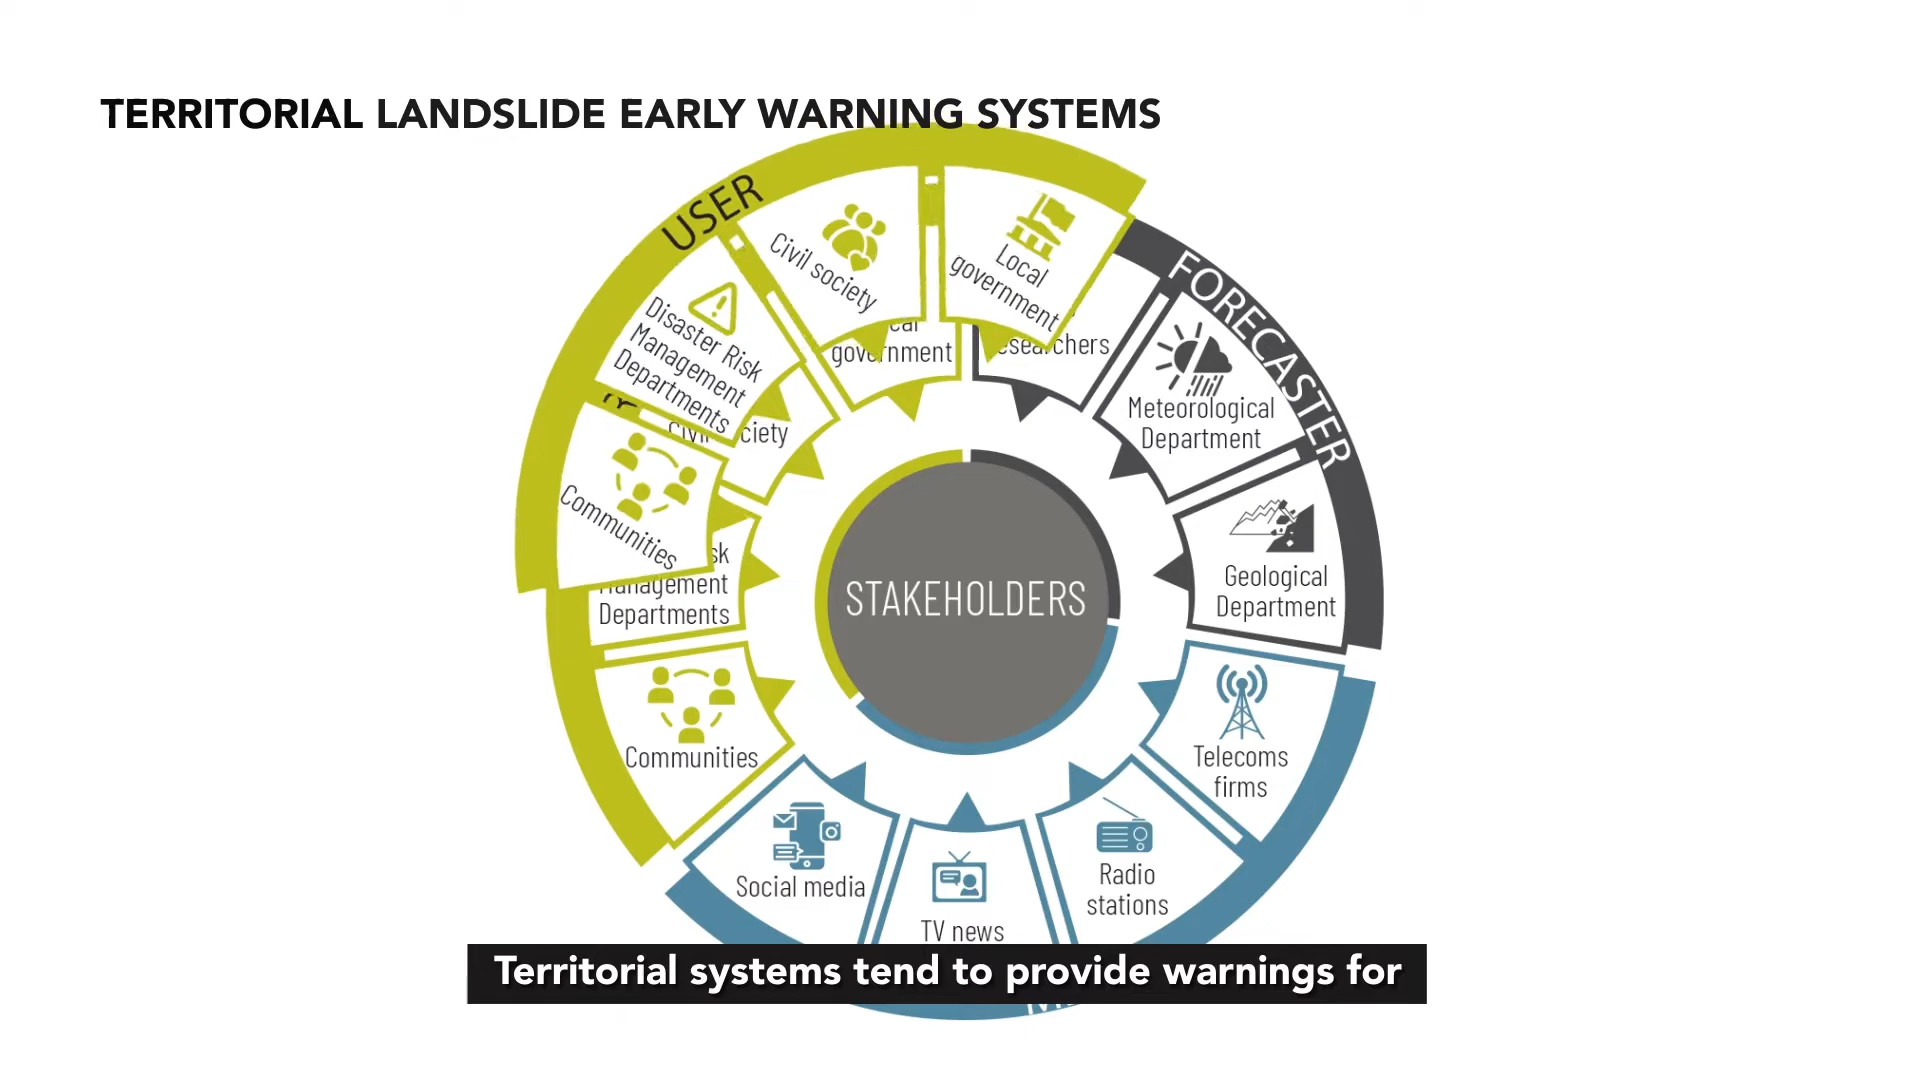 TERRITORIAL LANDSLIDE EARLY WARNING SYSTEMS
USER
Civil society
Local
government
Disaster Risk
Management
Departments
Communities
government
FORECASTER
Meteorological
Department
Geological
Department
STAKEHOLDERS
Management
Departments
Communities
Telecoms
firms
Radio
stations
Social media
TV news
Territorial systems tend to provide warnings for